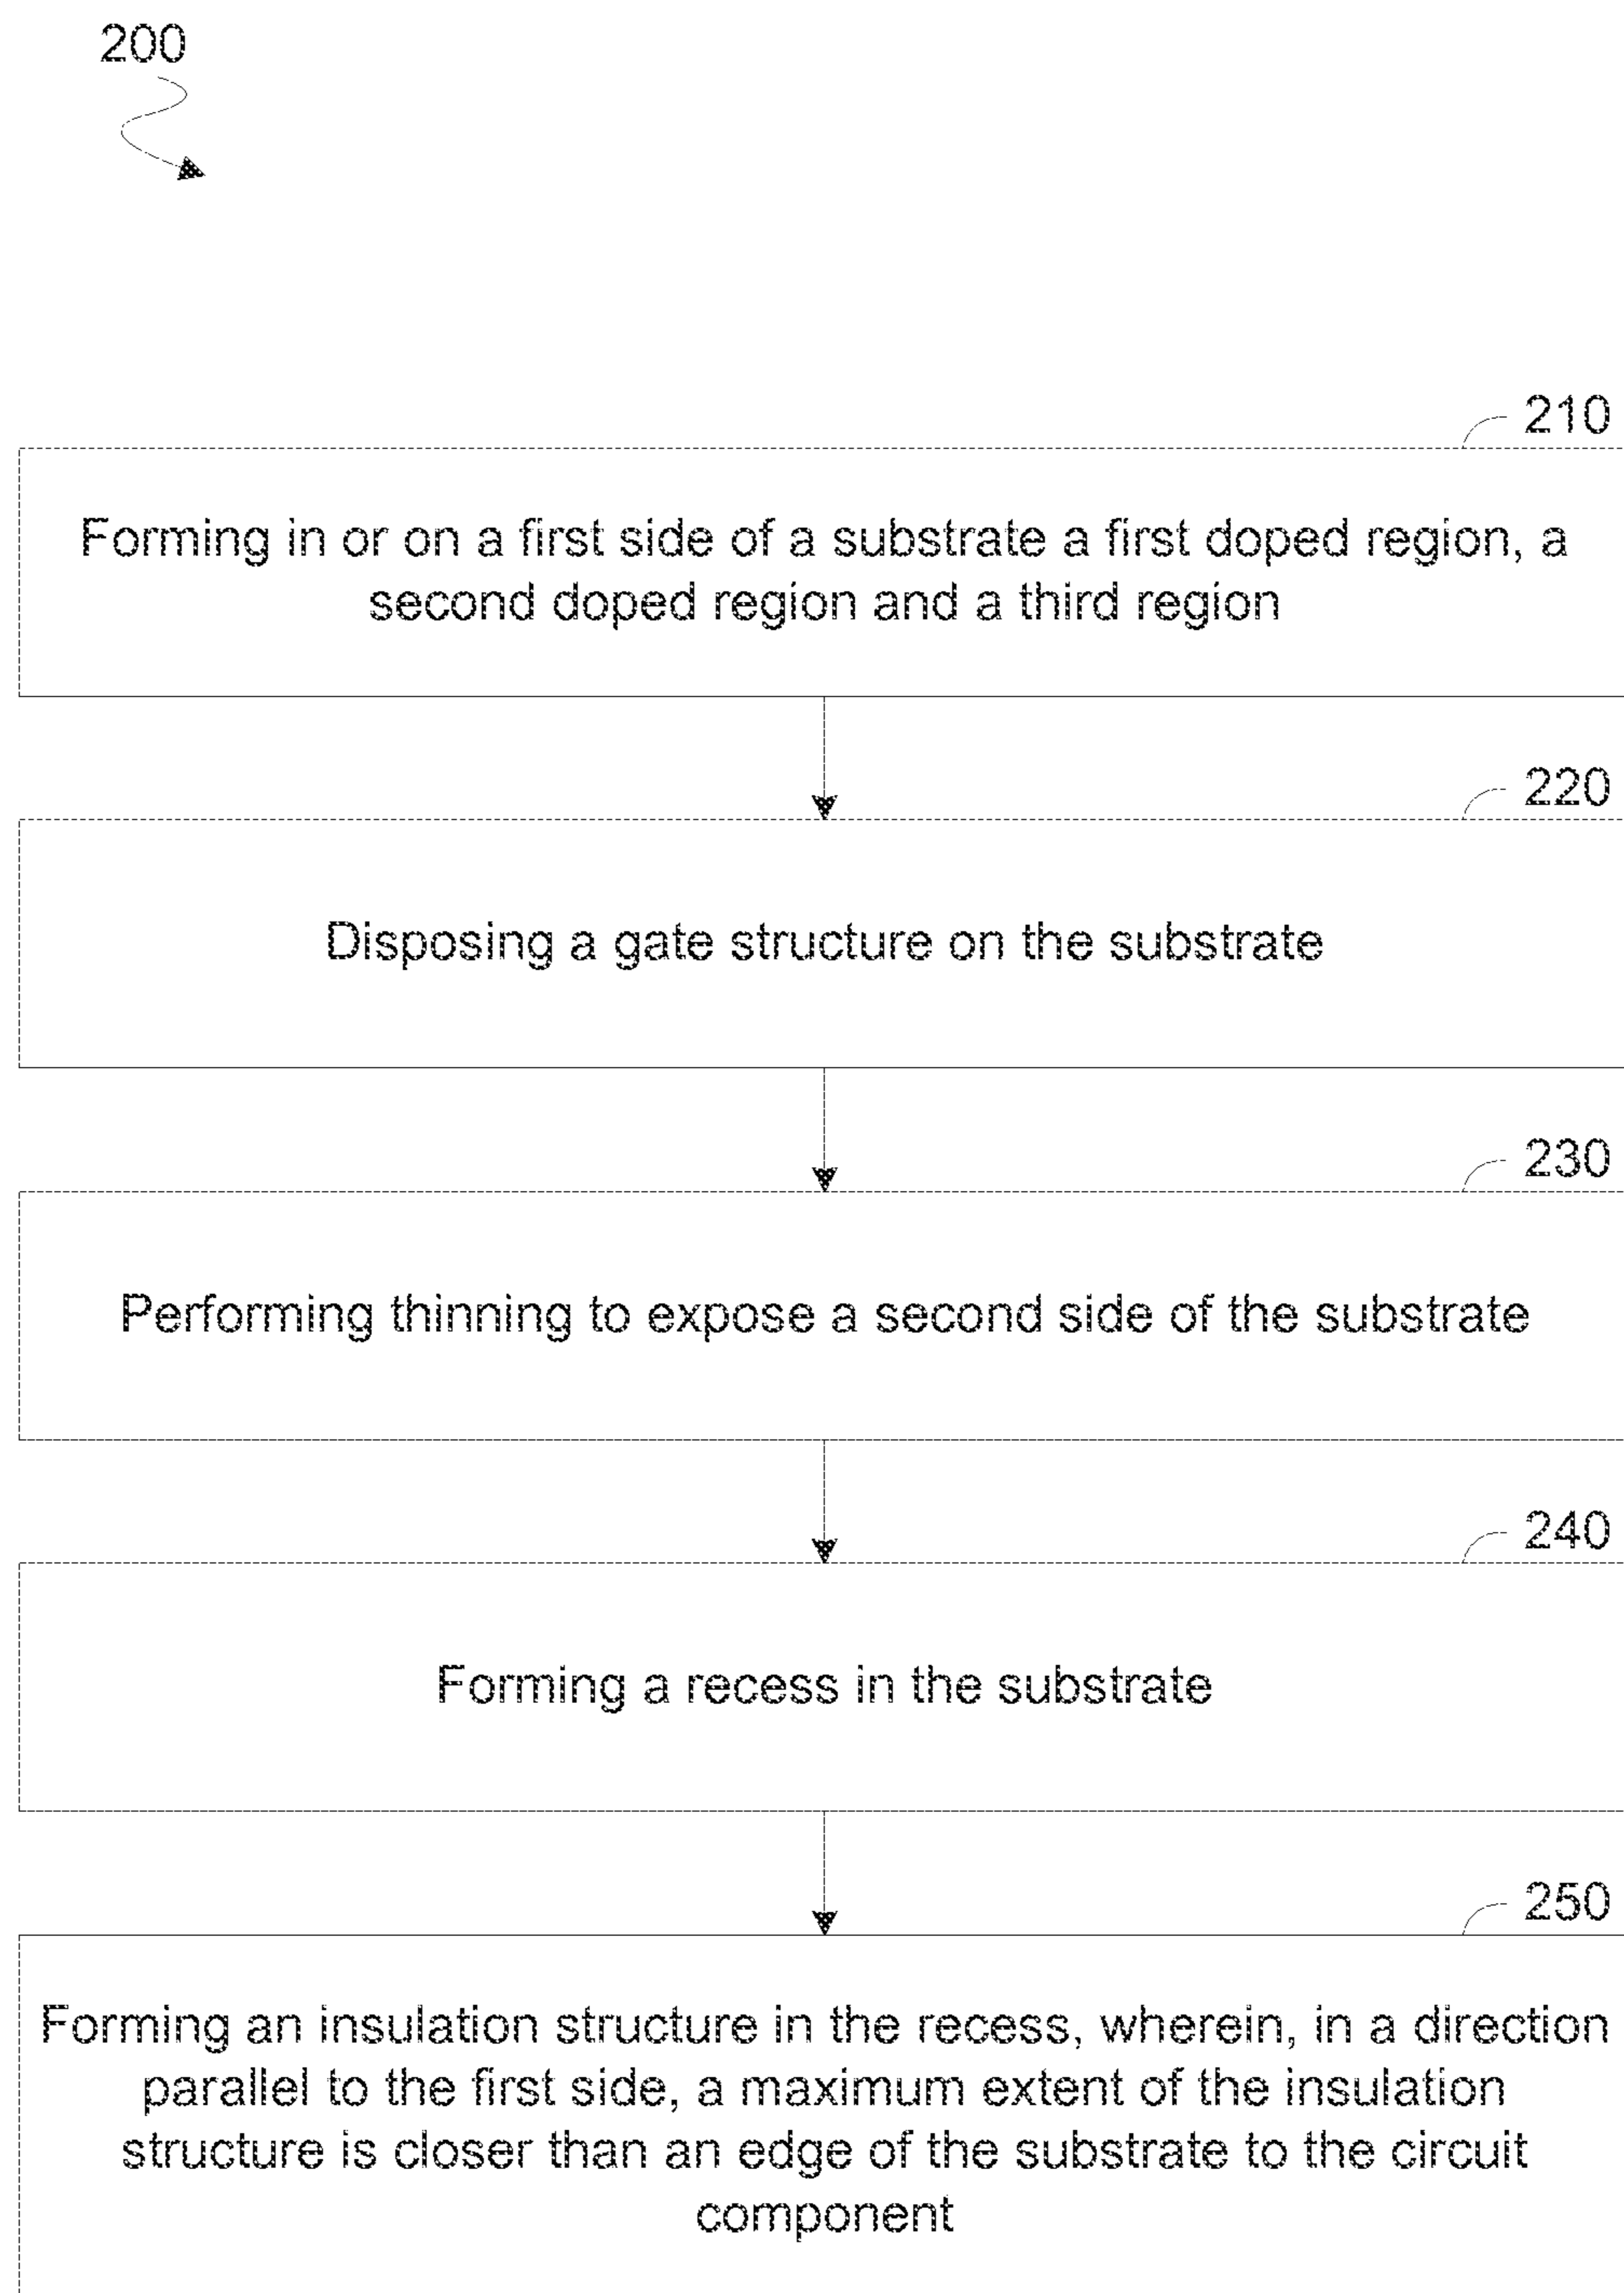 200
210
Forming in or on a first side of a substrate a first doped region, a
second doped region and a third region
220
Disposing a gate structure on the substrate
230
Performing thinning to expose a second side of the substrate
240
Forming a recess in the substrate
250
Forming an insulation structure in the recess, wherein, in a direction
parallel to the first side, a maximum extent of the insulation
structure is closer than an edge of the substrate to the circuit
component